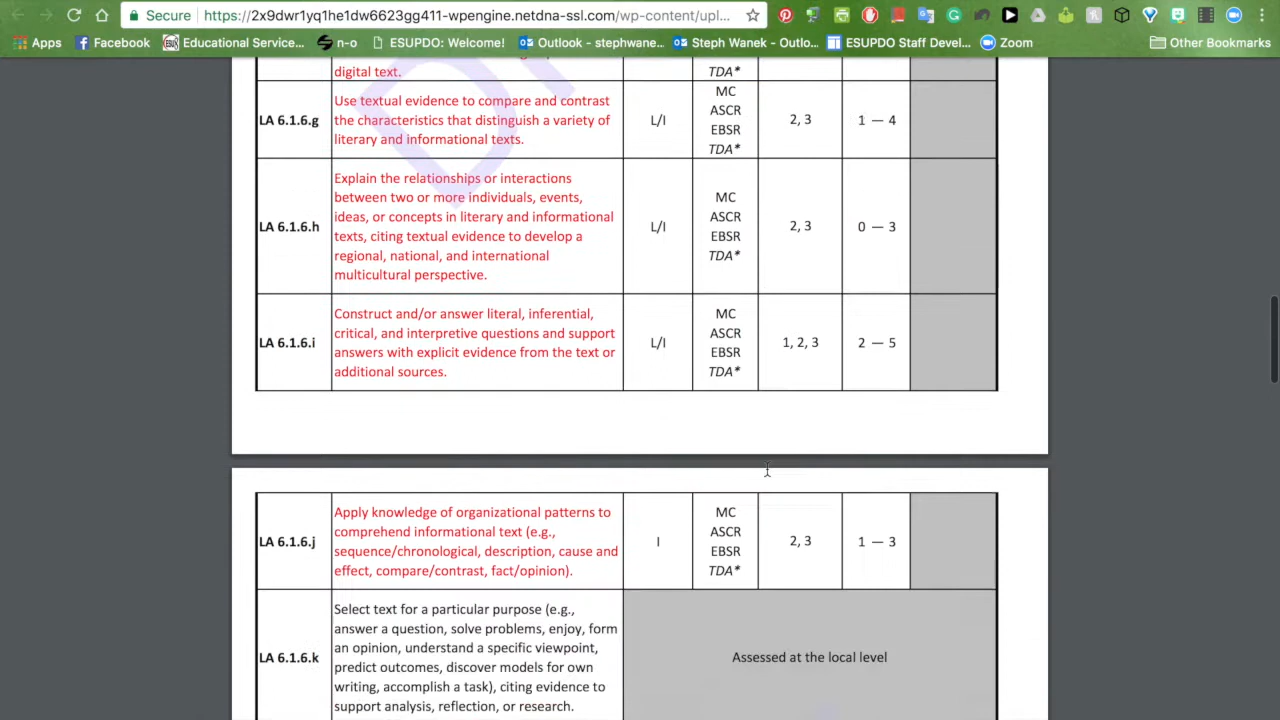 Secure
https://2x9dwr1yq1he1dw6623gg411-wpengine.netdna-ssl.com/wp-content/upl...
Apps
Facebook
Educational Service...
n-o
ESUPDO: Welcome!
Outlook - stephwane...
Steph Wanek - Outlo...
ESUPDO Staff Devel...
Zoom
Other Bookmarks
digital text.
TDA*
LA 6.1.6.g
Use textual evidence to compare and contrast
the characteristics that distinguish a variety of
literary and informational texts.
L/I
MC
ASCR
EBSR
TDA*
2, 3
1 — 4
LA 6.1.6.h
Explain the relationships or interactions
between two or more individuals, events,
ideas, or concepts in literary and informational
texts, citing textual evidence to develop a
regional, national, and international
multicultural perspective.
L/I
MC
ASCR
EBSR
TDA*
2, 3
0 — 3
LA 6.1.6.i
Construct and/or answer literal, inferential,
critical, and interpretive questions and support
answers with explicit evidence from the text or
additional sources.
L/I
MC
ASCR
EBSR
TDA*
1, 2, 3
2 — 5
LA 6.1.6.j
Apply knowledge of organizational patterns to
comprehend informational text (e.g.,
sequence/chronological, description, cause and
effect, compare/contrast, fact/opinion).
I
MC
ASCR
EBSR
TDA*
2, 3
1 — 3
LA 6.1.6.k
Select text for a particular purpose (e.g.,
answer a question, solve problems, enjoy, form
an opinion, understand a specific viewpoint,
predict outcomes, discover models for own
writing, accomplish a task), citing evidence to
support analysis, reflection, or research.
Assessed at the local level